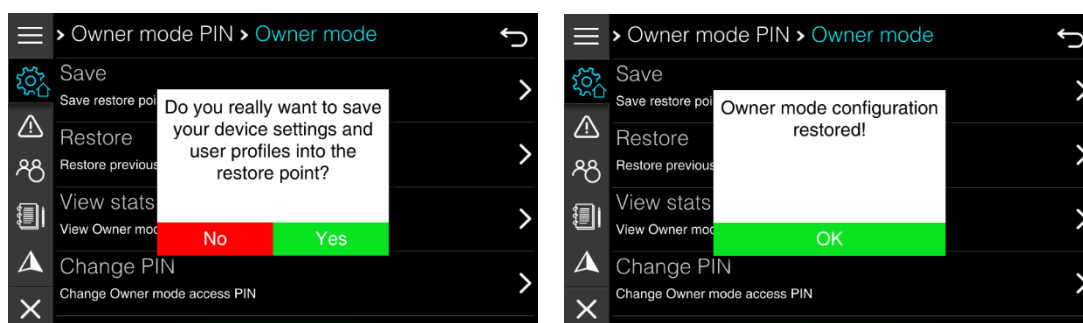 > Owner mode PIN > Owner mode
Save
Save restore poi
Do you really want to save
your device settings and
user profiles into the
restore point?
Restore
Restore previous
View stats
View Owner mod
No
Yes
Change PIN
Change Owner mode access PIN
> Owner mode PIN > Owner mode
Save
Save restore poi
Owner mode configuration
restored!
Restore
Restore previous
View stats
View Owner mod
OK
Change PIN
Change Owner mode access PIN